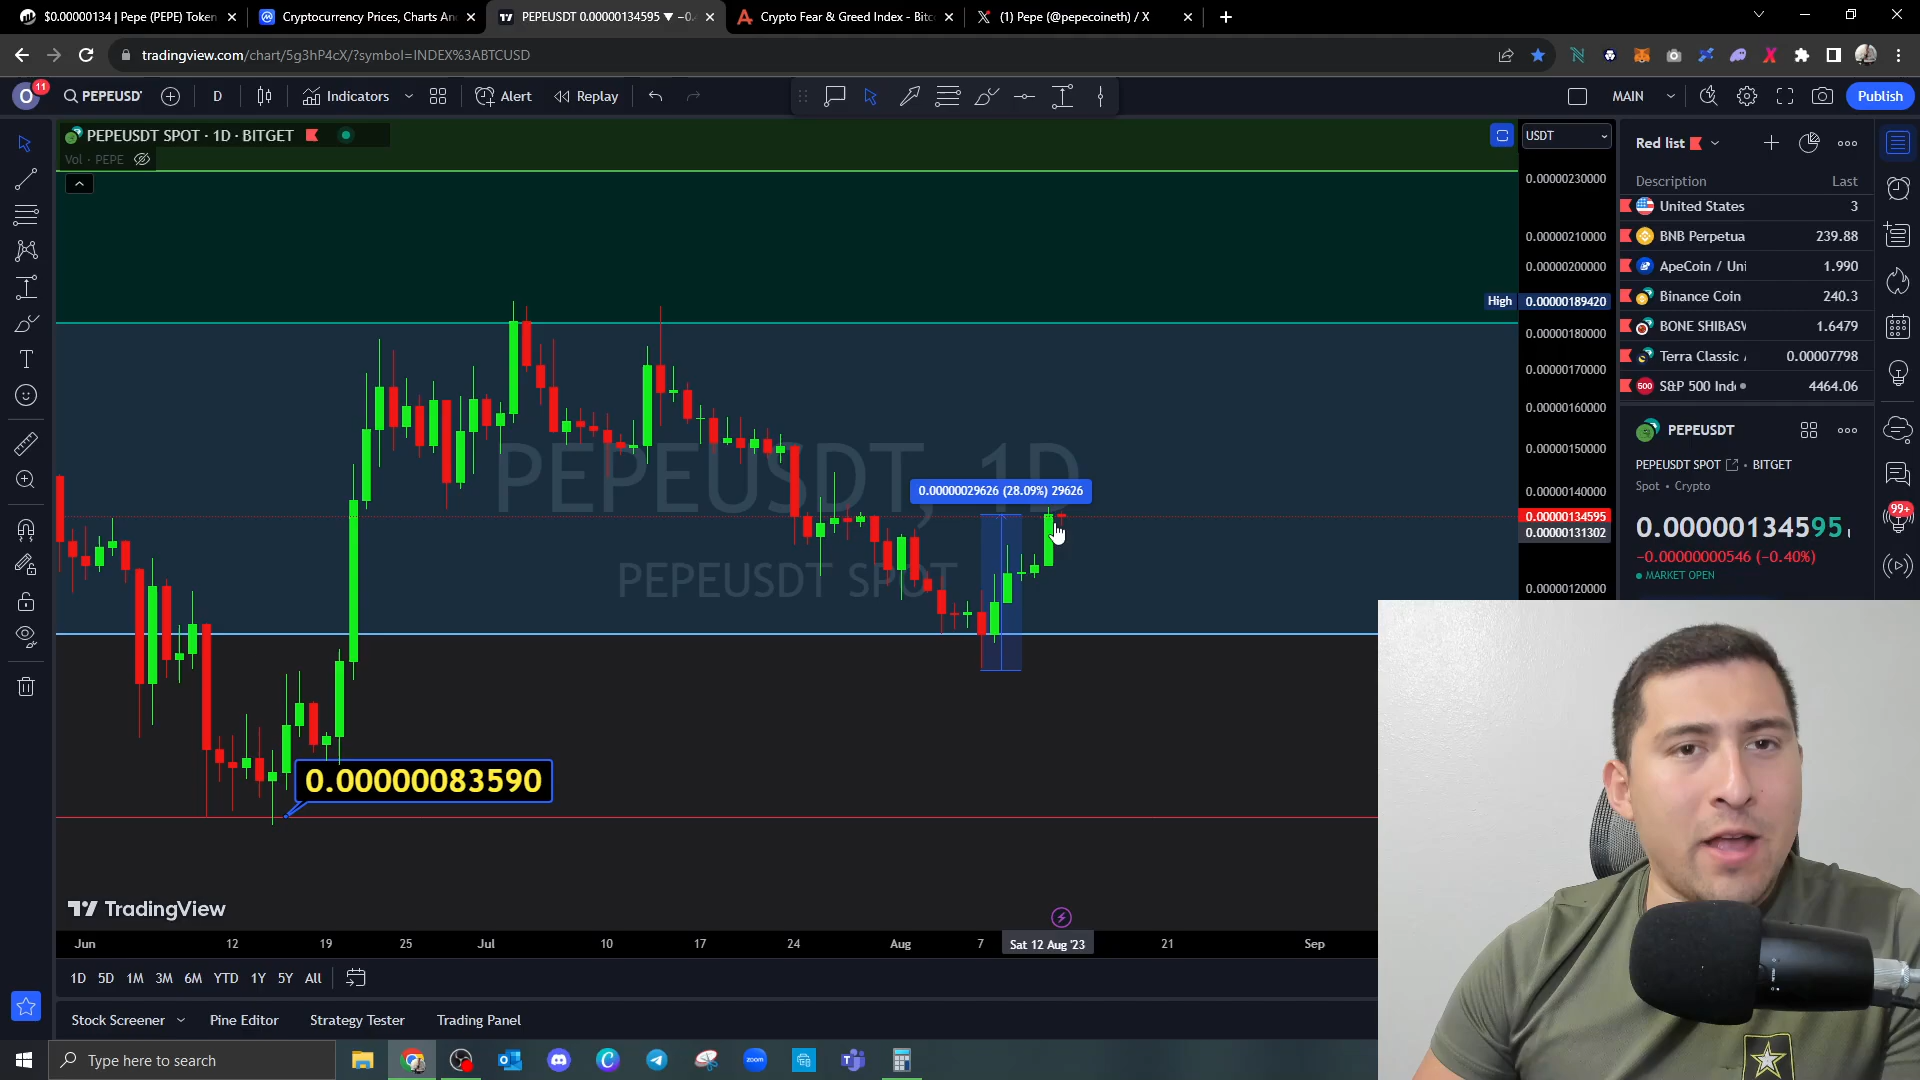 $0.00000134 | Pepe (PEPE) Token
Cryptocurrency Prices, Charts An
PEPEUSDT 0.00000134595 ▼ −0.
Crypto Fear & Greed Index - Bitc
(1) Pepe (@pepecoineth) / X
tradingview.com/chart/5g3hP4cX/?symbol=INDEX%3ABTCUSD
O
11
PEPEUSD
D
Indicators
Alert
Replay
MAIN
Publish
PEPEUSDT SPOT · 1D · BITGET
Vol · PEPE
USDT
Red list
Description
Last
United States
3
BNB Perpetua
239.88
ApeCoin / Uni
1.990
Binance Coin
240.3
BONE SHIBASW
1.6479
Terra Classic /
0.00007798
500
S&P 500 Inde
4464.06
0.00000230000
0.00000210000
0.00000200000
High
0.00000189420
0.00000180000
0.00000170000
0.00000160000
0.00000150000
0.00000140000
0.00000134595
0.00000131302
0.00000120000
PEPEUSDT
PEPEUSDT SPOT • BITGET
Spot • Crypto
0.00000134595
−0.00000000546 (−0.40%)
MARKET OPEN
99+
PEPEUSDT, 1D
PEPEUSDT SPOT
0.00000029626 (28.09%) 29626
0.00000083590
TradingView
Jun
12
19
25
Jul
10
17
24
Aug
7
Sat 12 Aug '23
21
Sep
1D
5D
1M
3M
6M
YTD
1Y
5Y
All
Stock Screener
Pine Editor
Strategy Tester
Trading Panel
Type here to search
zoom